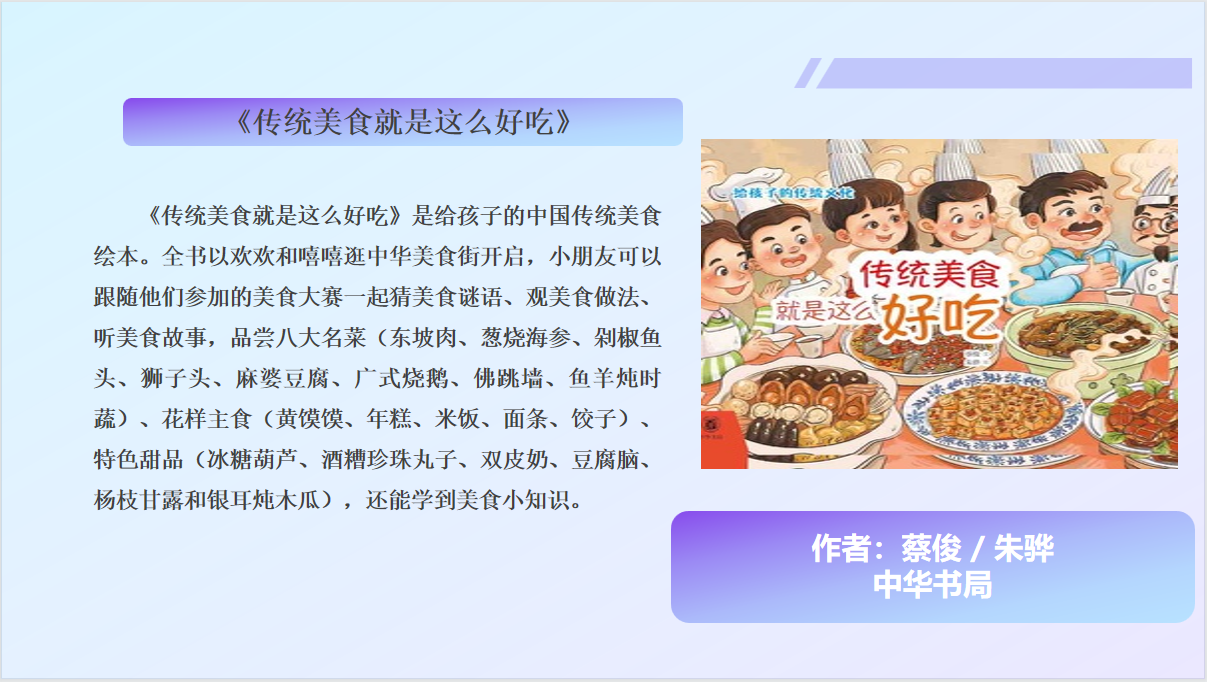 《传统美食就是这么好吃》
《传统美食就是这么好吃》是给孩子的中国传统美食
绘本。全书以欢欢和嘻嘻逛中华美食街开启，小朋友可以
跟随他们参加的美食大赛一起猜美食谜语、观美食做法、
听美食故事，品尝八大名菜（东坡肉、葱烧海参、剁椒鱼
头、狮子头、麻婆豆腐、广式烧鹅、佛跳墙、鱼羊炖时
蔬）、花样主食（黄馍馍、年糕、米饭、面条、饺子）、
特色甜品（冰糖葫芦、酒糟珍珠丸子、双皮奶、豆腐脑、
杨枝甘露和银耳炖木瓜），还能学到美食小知识。
给孩子的传统文化
传统美食
就是这么
好吃
作者：蔡俊 / 朱骅
中华书局